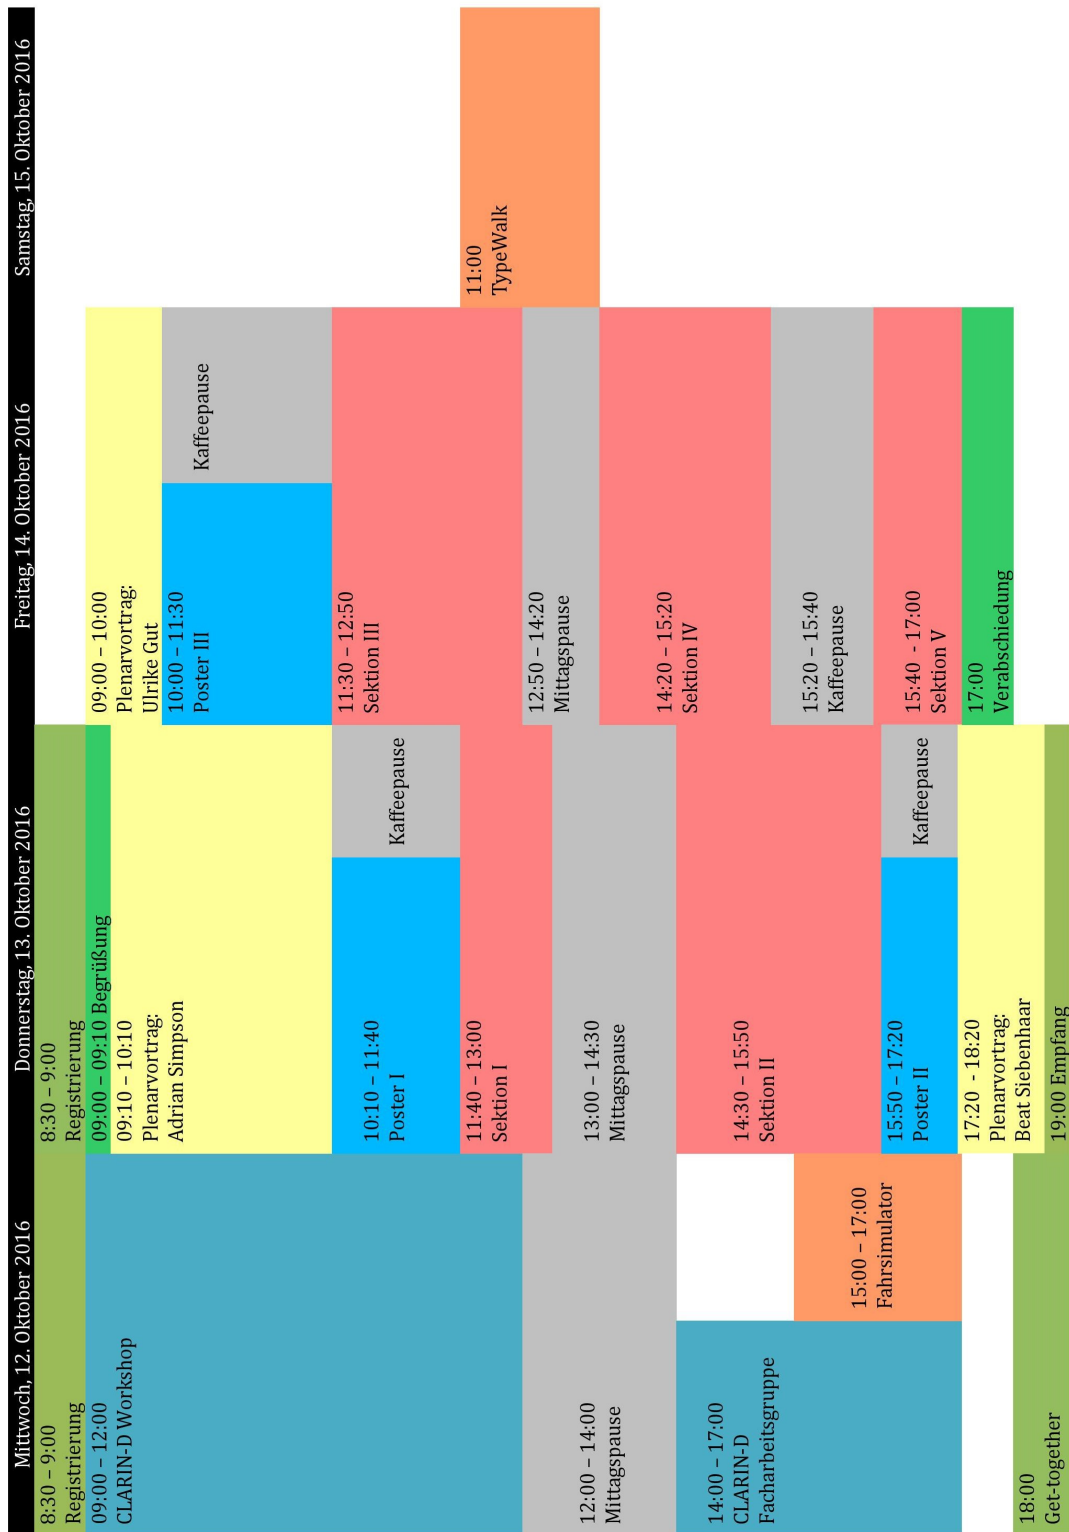 Mittwoch, 12. Oktober 2016
8:30 – 9:00
Registrierung
09:00 – 12:00
CLARIN-D Workshop
12:00 – 14:00
Mittagspause
14:00 – 17:00
CLARIN-D
Facharbeitsgruppe
15:00 – 17:00
Fahrsimulator
18:00
Get-together
Donnerstag, 13. Oktober 2016
8:30 – 9:00
Registrierung
09:00 – 09:10 Begrüßung
09:10 – 10:10
Plenarvortrag:
Adrian Simpson
10:10 – 11:40
Poster I
Kaffeepause
11:40 – 13:00
Sektion I
13:00 – 14:30
Mittagspause
14:30 – 15:50
Sektion II
15:50 – 17:20
Poster II
Kaffeepause
17:20 - 18:20
Plenarvortrag:
Beat Siebenhaar
19:00 Empfang
Freitag, 14. Oktober 2016
09:00 – 10:00
Plenarvortrag:
Ulrike Gut
10:00 – 11:30
Poster III
Kaffeepause
11:30 – 12:50
Sektion III
12:50 – 14:20
Mittagspause
14:20 – 15:20
Sektion IV
15:20 – 15:40
Kaffeepause
15:40 - 17:00
Sektion V
17:00
Verabschiedung
Samstag, 15. Oktober 2016
11:00
TypeWalk